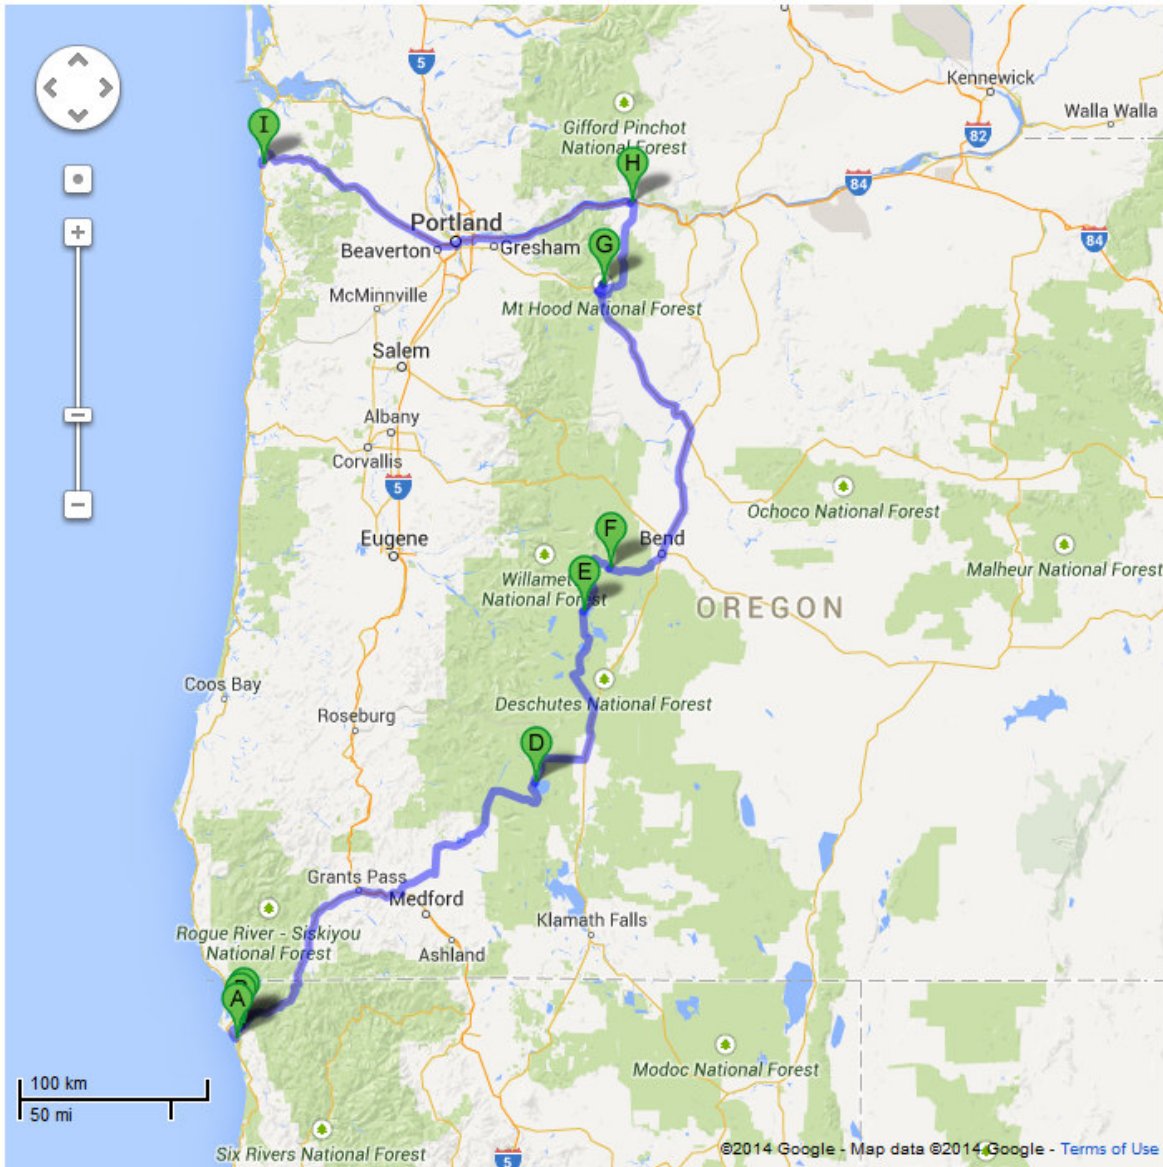 5
Kennewick
Walla Walla
82
I
Gifford Pinchot
National Forest
H
84
Portland
Beaverton
Gresham
G
84
McMinnville
Mt Hood National Forest
Salem
Albany
Corvallis
5
Ochoco National Forest
Eugene
F
Bend
E
Willamet
National Forest
Malheur National Forest
OREGON
Coos Bay
Deschutes National Forest
Roseburg
D
Grants Pass
Medford
Klamath Falls
Rogue River - Siskiyou
National Forest
Ashland
A
Modoc National Forest
100 km
50 mi
Six Rivers National Forest
5
©2014 Google - Map data ©2014 Google - Terms of Use